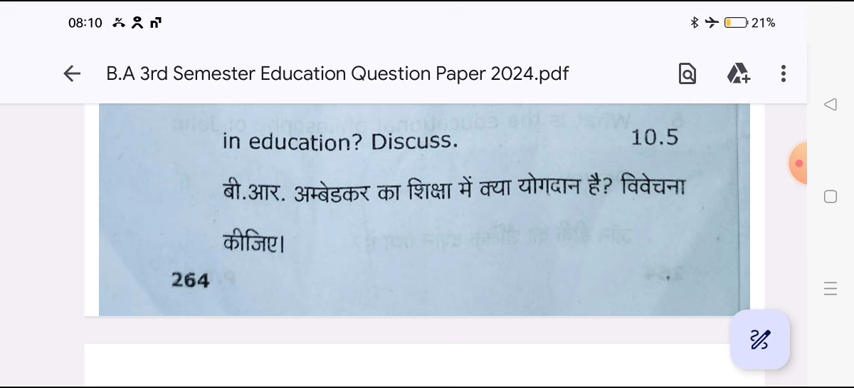 08:10
21%
B.A 3rd Semester Education Question Paper 2024.pdf
in education? Discuss. 10.5
बी.आर. अम्बेडकर का शिक्षा में क्या योगदान है? विवेचना
कीजिए।
264